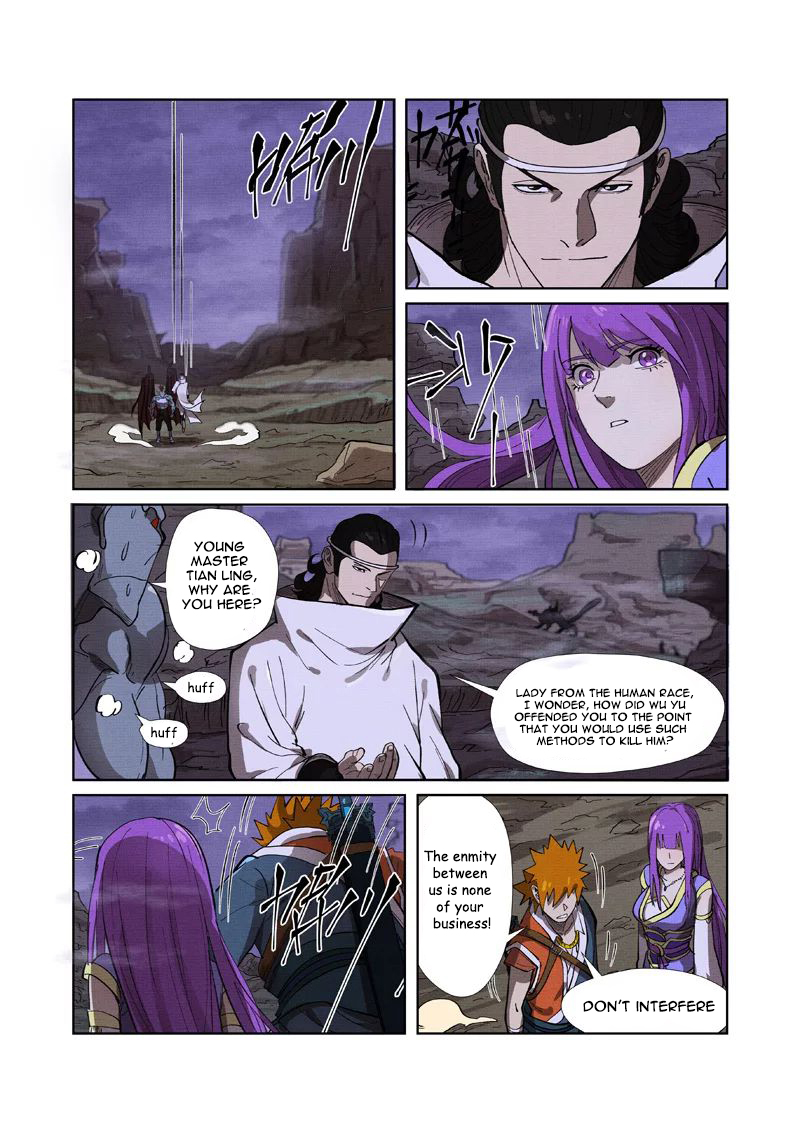 YOUNG
MASTER
TIAN LING,
WHY ARE
YOU HERE?
huff
huff
LADY FROM THE HUMAN RACE,
I WONDER, HOW DID WU YU
OFFENDED YOU TO THE POINT
THAT YOU WOULD USE SUCH
METHODS TO KILL HIM?
The enmity
between
us is none
of your
business!
DON'T INTERFERE